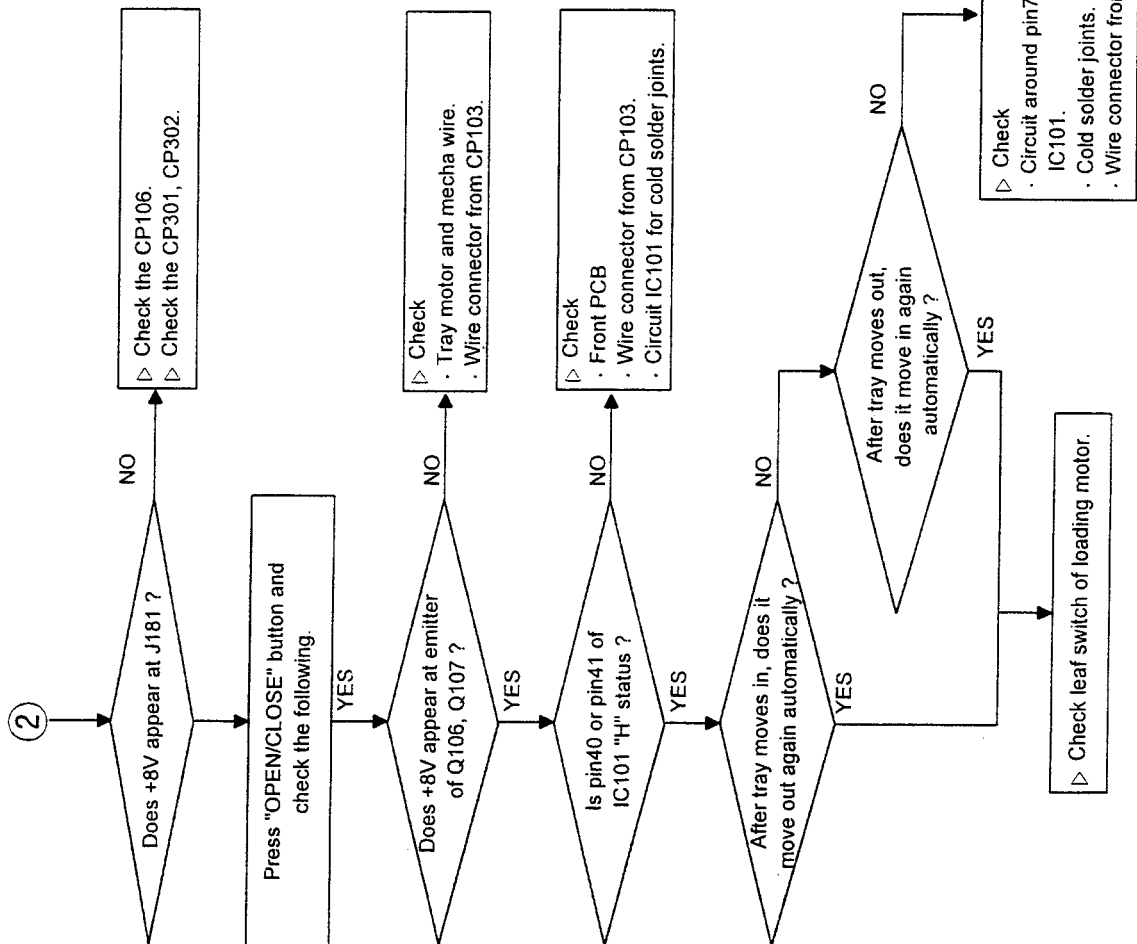 2
Does +8V appear at J181 ?
NO
▷ Check the CP106.
▷ Check the CP301, CP302.
Press "OPEN/CLOSE" button and
check the following.
YES
Does +8V appear at emitter
of Q106, Q107 ?
NO
▷ Check
· Tray motor and mecha wire.
· Wire connector from CP103.
YES
Is pin40 or pin41 of
IC101 "H" status ?
NO
▷ Check
· Front PCB
· Wire connector from CP103.
· Circuit IC101 for cold solder joints.
YES
After tray moves in, does it
move out again automatically ?
NO
YES
After tray moves out,
does it move in again
automatically ?
NO
YES
▷ Check
· Circuit around pin7
IC101.
· Cold solder joints.
· Wire connector
▷ Check leaf switch of loading motor.